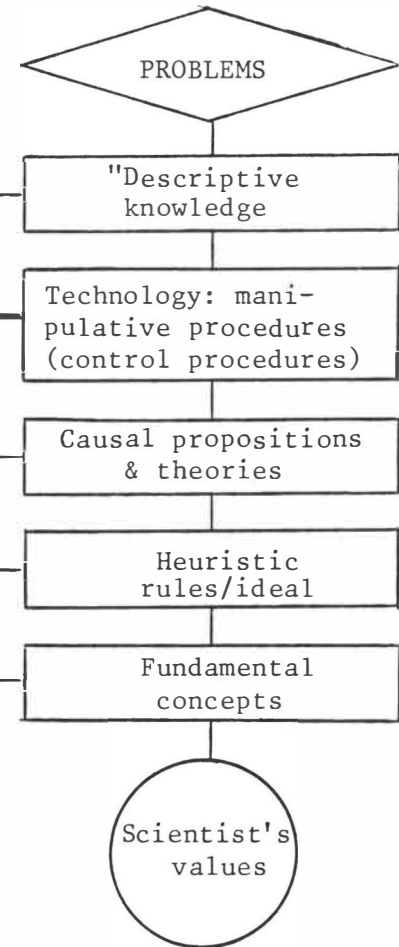 PROBLEMS
"Descriptive
knowledge
Technology: mani-
pulative procedures
(control procedures)
Causal propositions
& theories
Heuristic
rules/ideal
Fundamental
concepts
Scientist's
values